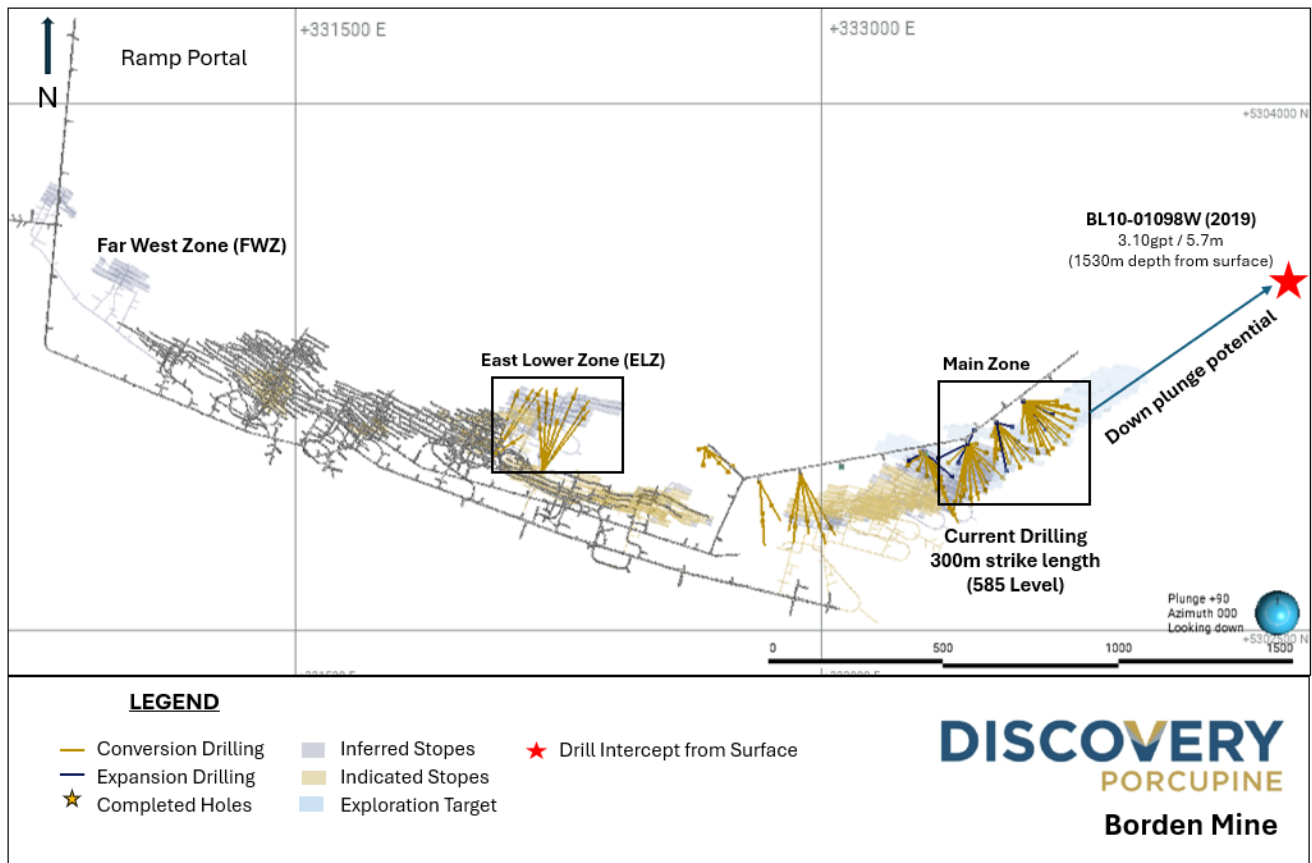 +331500 E
+333000 E
Ramp Portal
N
+5304000 N
BL10-01098W (2019)
3.10gpt / 5.7m
(1530m depth from surface)
Far West Zone (FWZ)
East Lower Zone (ELZ)
Main Zone
Down plunge potential
Current Drilling
300m strike length
(585 Level)
Plunge +90
Azimuth 000
Looking down
+5302500 N
0 500 1000 1500
+331500 E
+333000 E
LEGEND
Conversion Drilling
Expansion Drilling
Completed Holes
Inferred Stopes
Indicated Stopes
Exploration Target
Drill Intercept from Surface
DISCOVERY
PORCUPINE
Borden Mine